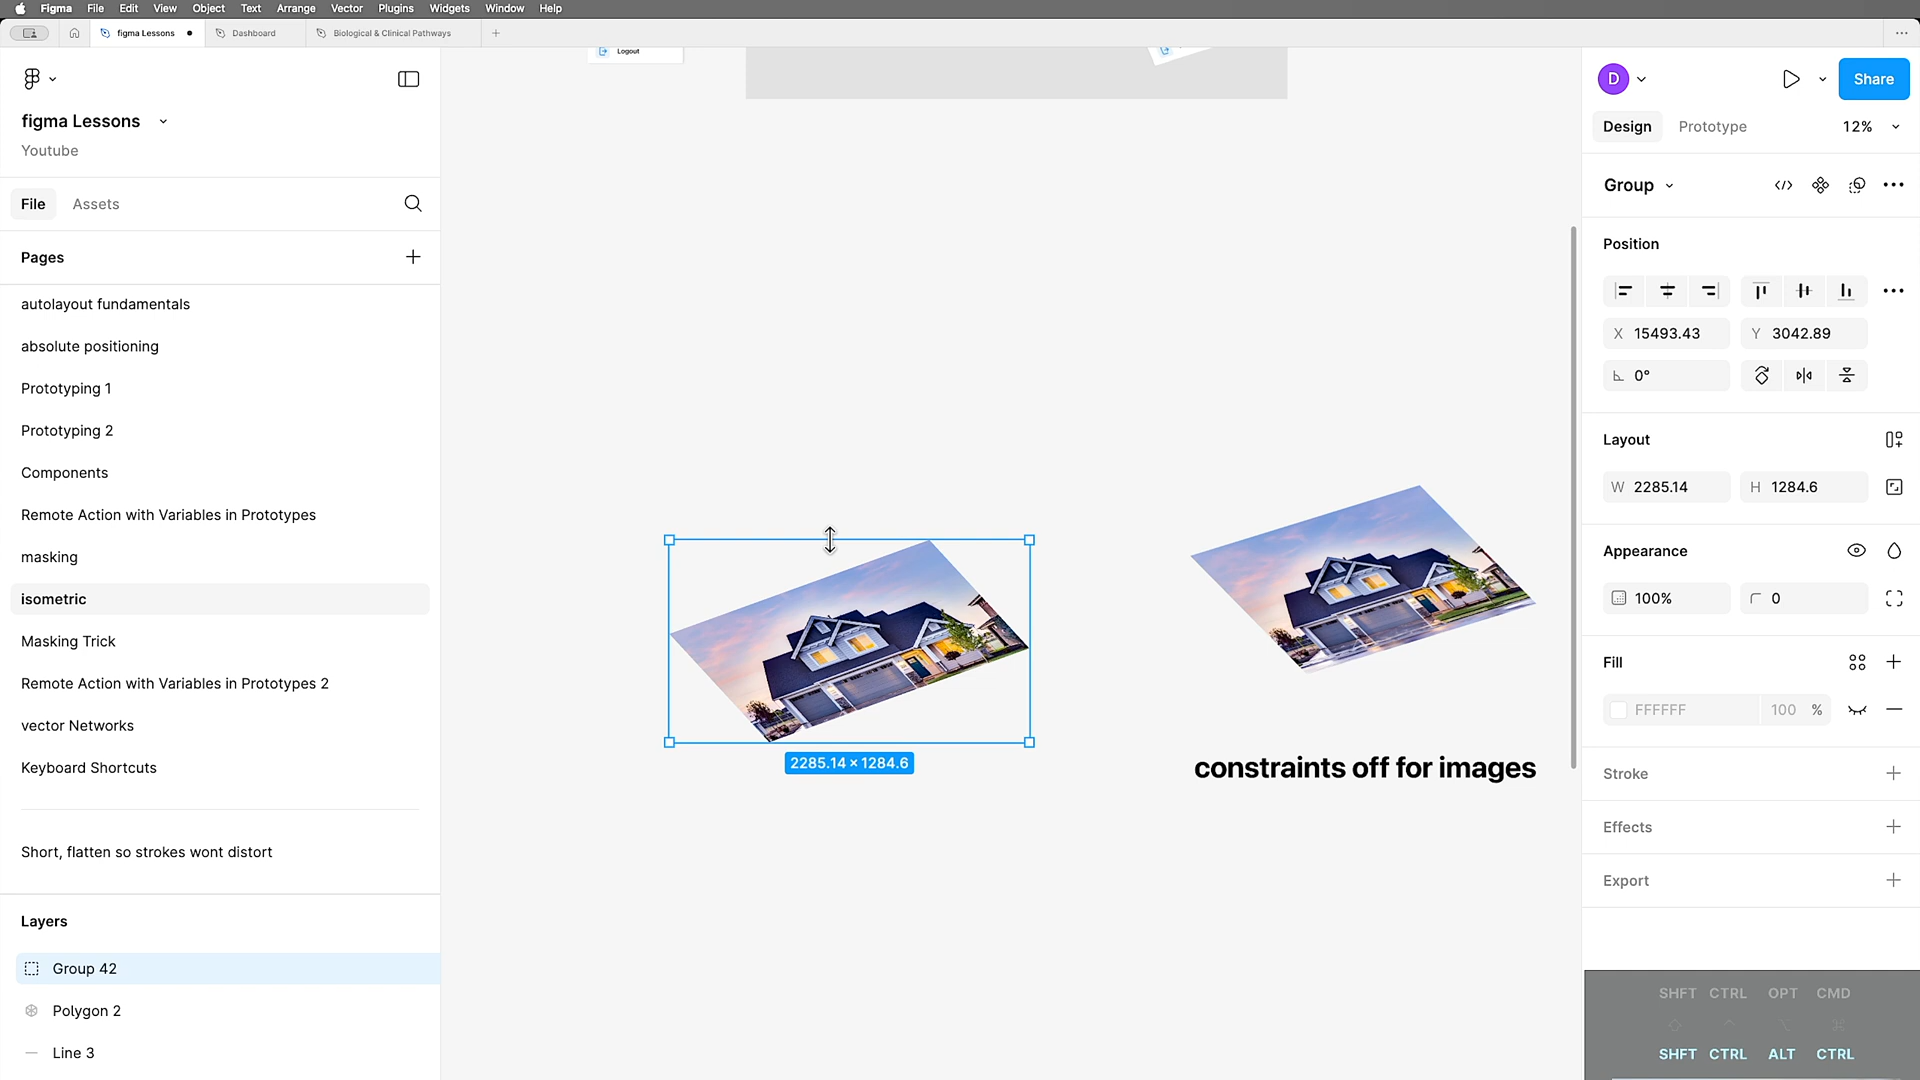 Figma File Edit View Object Text Arrange Vector Plugins Widgets Window Help
figma Lessons Dashboard Biological & Clinical Pathways
figma Lessons
Youtube
File Assets
Pages
autolayout fundamentals
absolute positioning
Prototyping 1
Prototyping 2
Components
Remote Action with Variables in Prototypes
masking
isometric
Masking Trick
Remote Action with Variables in Prototypes 2
vector Networks
Keyboard Shortcuts
Short, flatten so strokes wont distort
Layers
Group 42
Polygon 2
Line 3
Logout
2285.14 × 1284.6
constraints off for images
D
Share
Design Prototype 12%
Group
Position
X 15493.43 Y 3042.89
0°
Layout
W 2285.14 H 1284.6
Appearance
100% 0
Fill
FFFFFF 100 %
Stroke
Effects
Export
SHFT CTRL OPT CMD
SHFT CTRL ALT CTRL